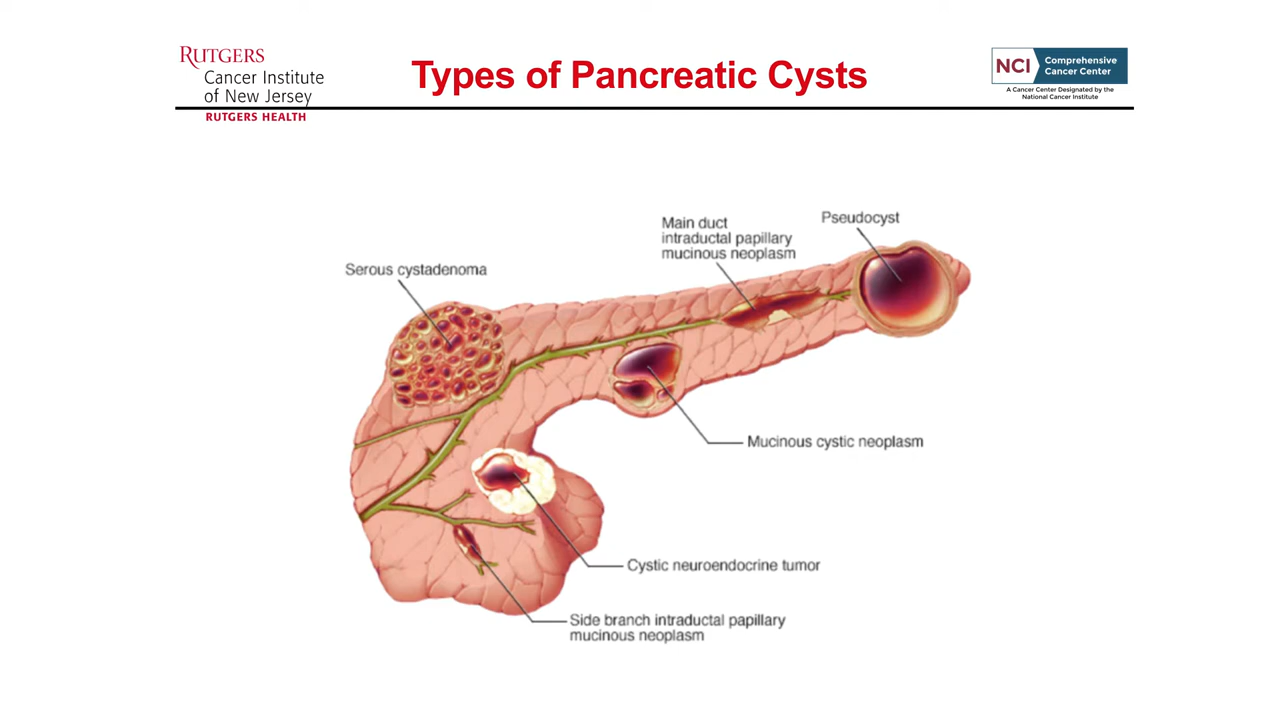 RUTGERS
Cancer Institute
of New Jersey
RUTGERS HEALTH
Types of Pancreatic Cysts
NCI
Comprehensive
Cancer Center
A Cancer Center Designated by the
National Cancer Institute
Serous cystadenoma
Main duct
intraductal papillary
mucinous neoplasm
Pseudocyst
Mucinous cystic neoplasm
Cystic neuroendocrine tumor
Side branch intraductal papillary
mucinous neoplasm